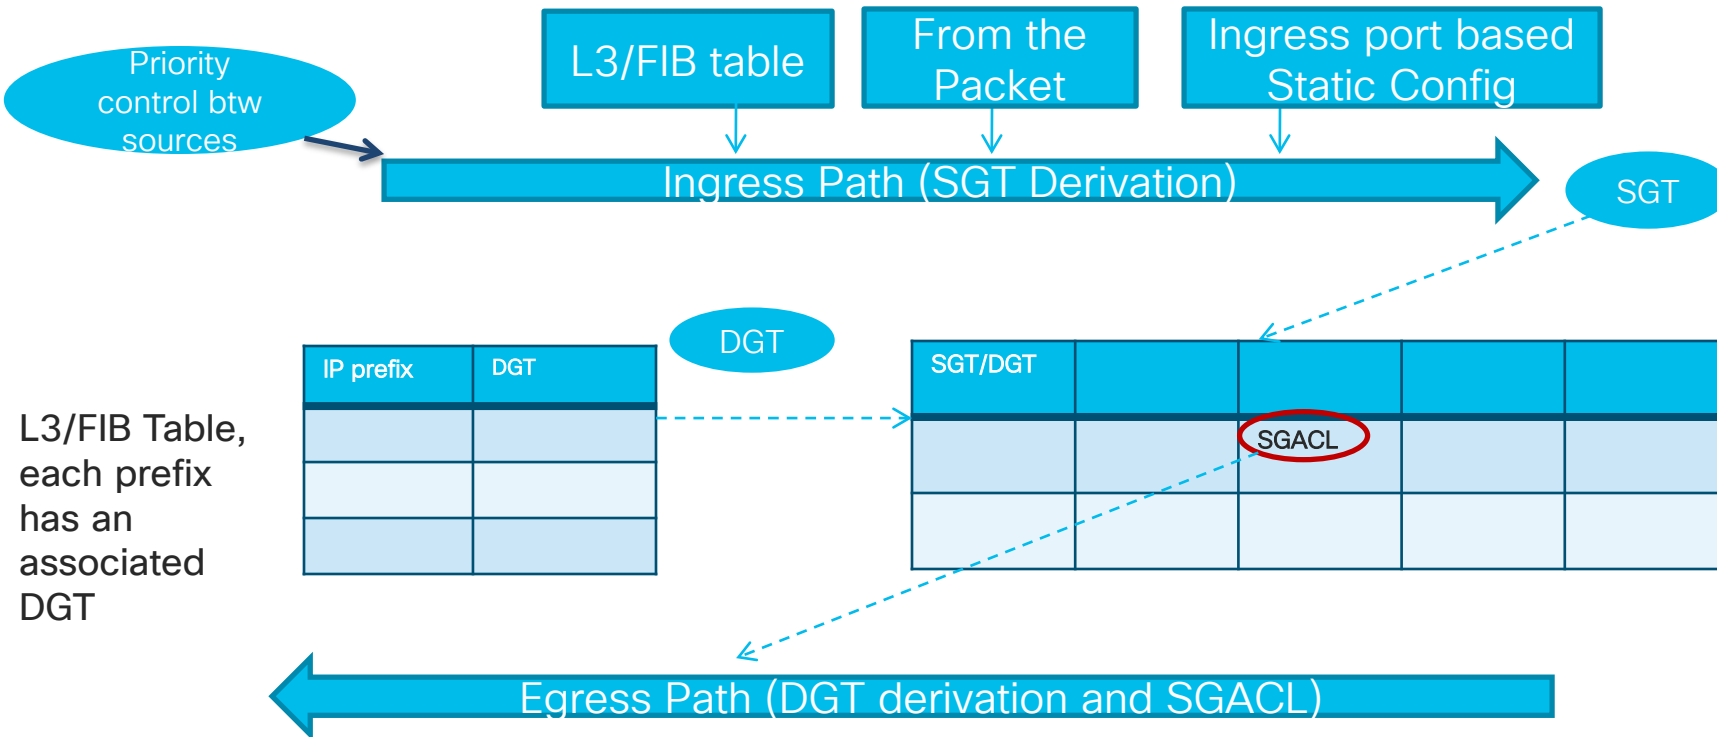 Priority
control btw
sources
L3/FIB table
From the
Packet
Ingress port based
Static Config
Ingress Path (SGT Derivation)
SGT
DGT
IP prefix
DGT
SGT/DGT
SGACL
L3/FIB Table,
each prefix
has an
associated
DGT
Egress Path (DGT derivation and SGACL)